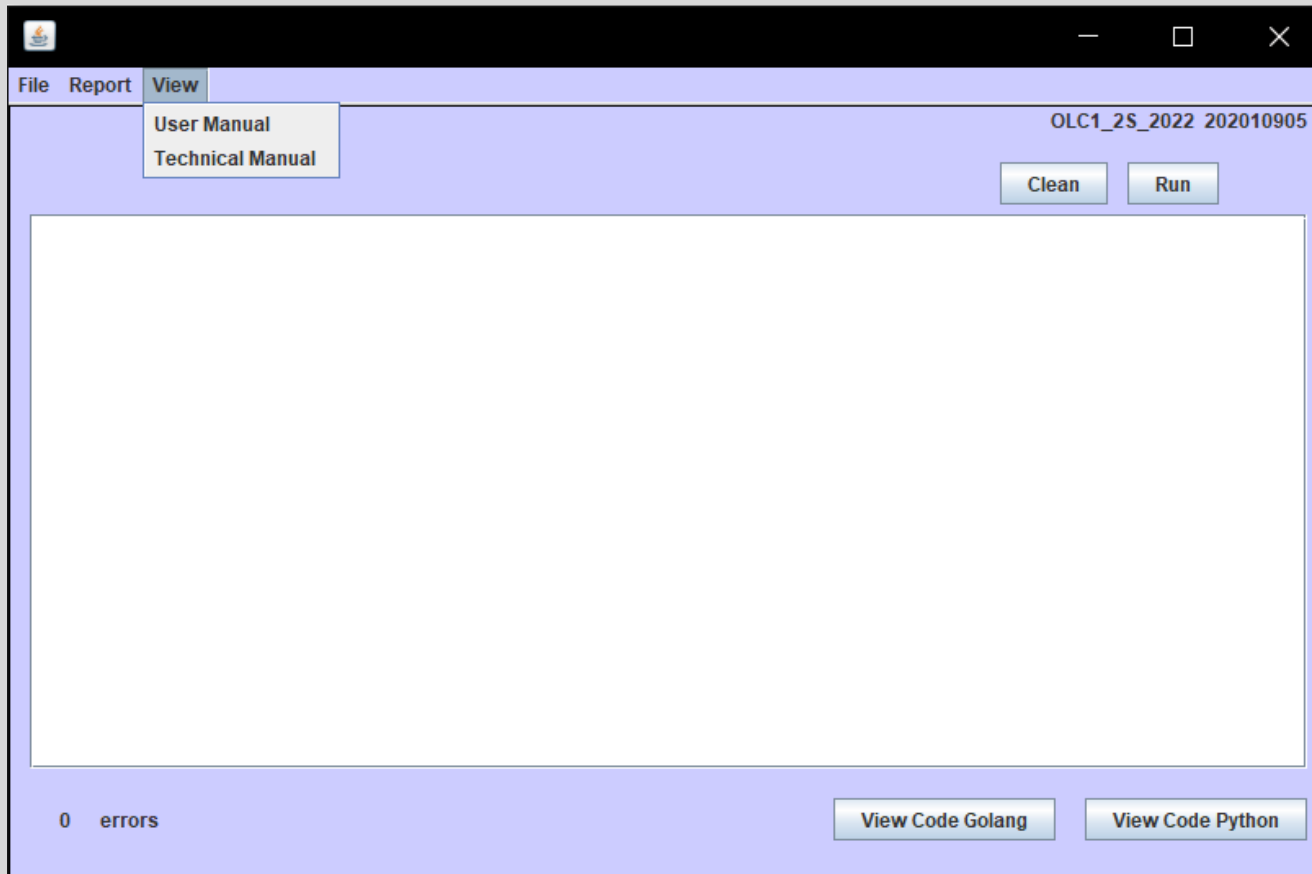 File Report View
User Manual
Technical Manual
OLC1_2S_2022 202010905
Clean Run
0 errors
View Code Golang View Code Python